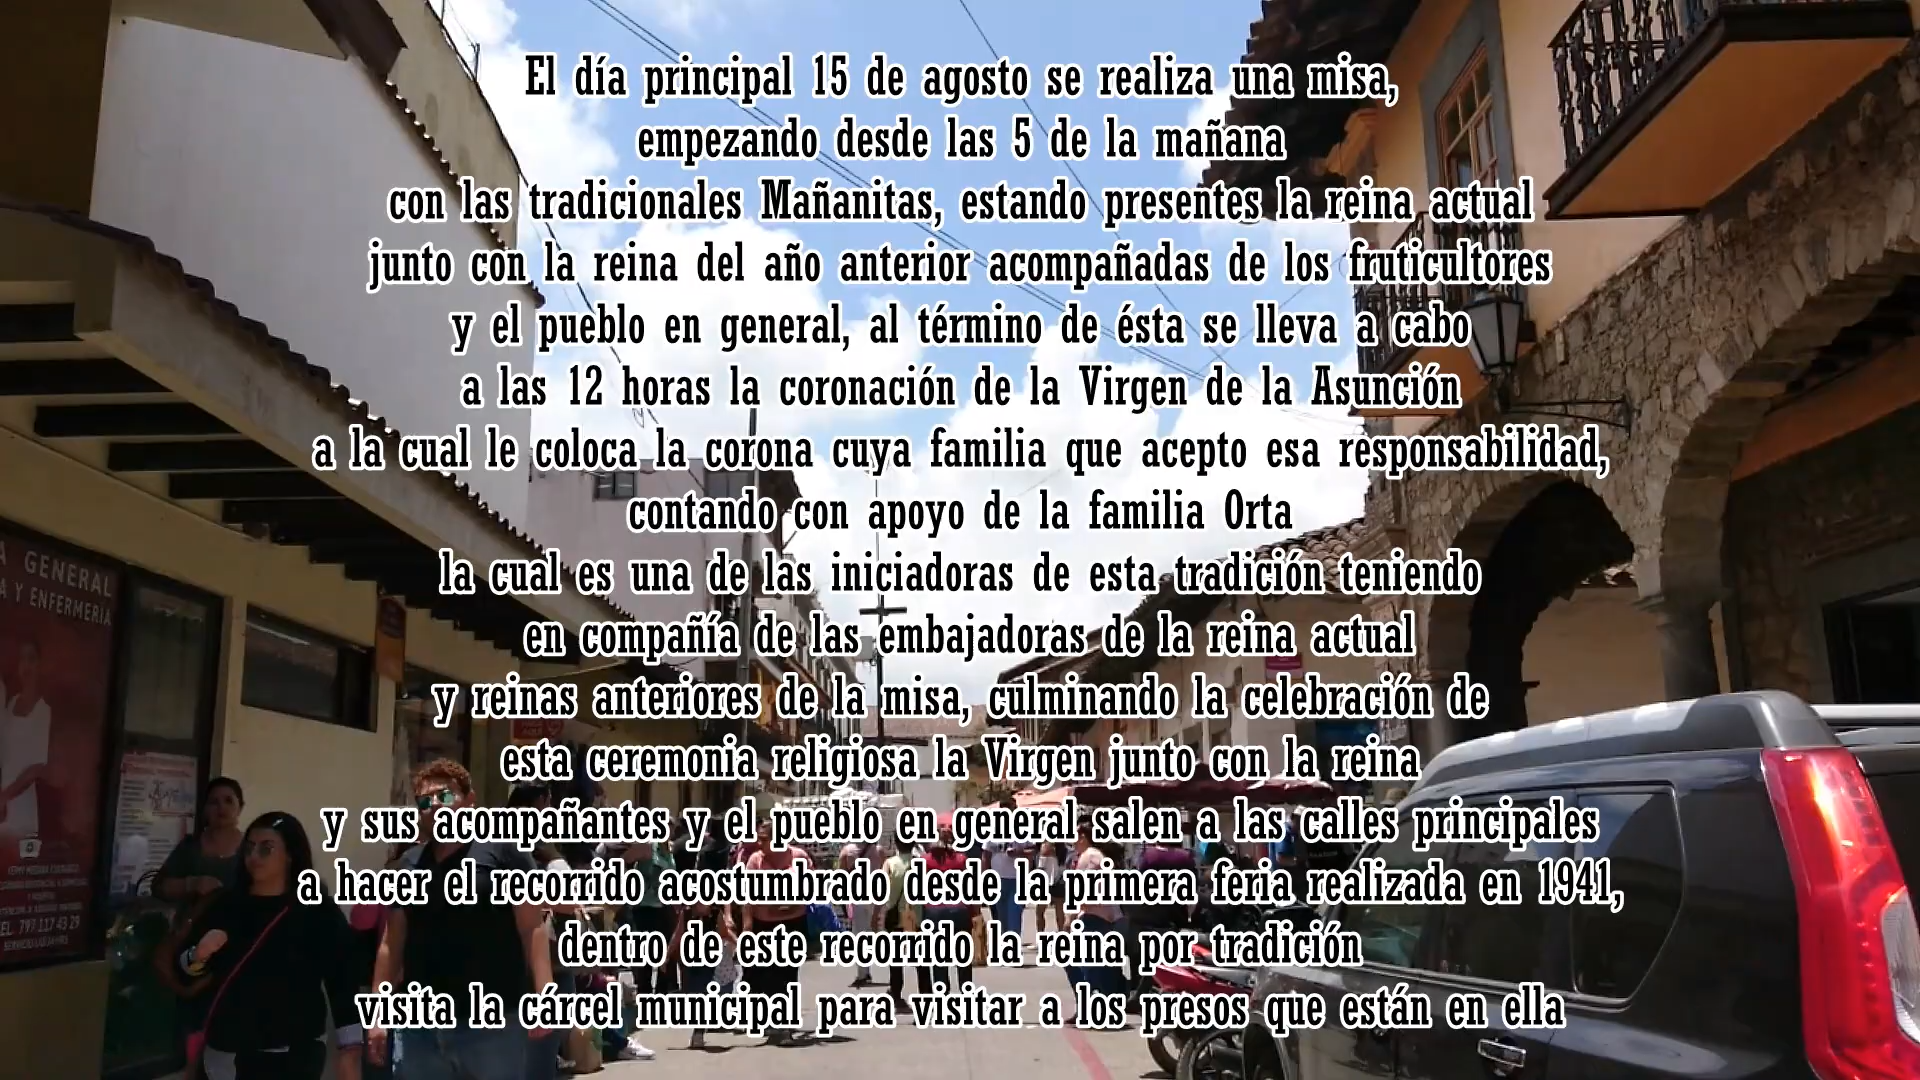 El día principal 15 de agosto se realiza una misa,
empezando desde las 5 de la mañana
con las tradicionales Mañanitas, estando presentes la reina actual
junto con la reina del año anterior acompañadas de los fruticultores
y el pueblo en general, al término de ésta se lleva a cabo
a las 12 horas la coronación de la Virgen de la Asunción
a la cual le coloca la corona cuya familia que acepto esa responsabilidad,
contando con apoyo de la familia Orta
la cual es una de las iniciadoras de esta tradición teniendo
en compañía de las embajadoras de la reina actual
y reinas anteriores de la misa, culminando la celebración de
esta ceremonia religiosa la Virgen junto con la reina
y sus acompañantes y el pueblo en general salen a las calles principales
a hacer el recorrido acostumbrado desde la primera feria realizada en 1941,
dentro de este recorrido la reina por tradición
visita la cárcel municipal para visitar a los presos que están en ella
A GENERAL
A Y ENFERMERÍA
TEL. 797 117 43 29